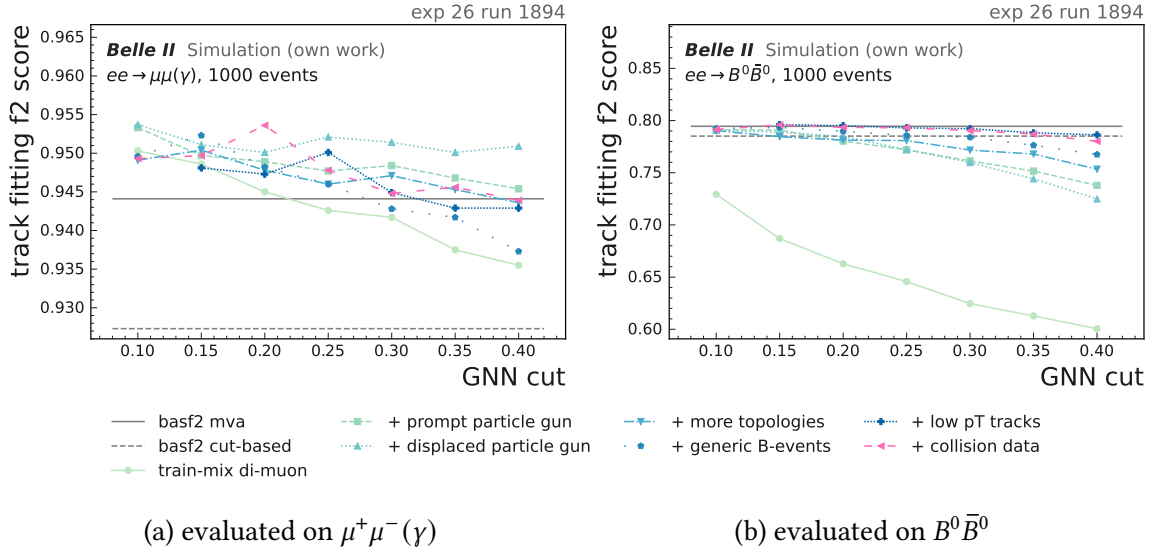 exp 26 run 1894
Belle II Simulation (own work)
ee → μμ(γ), 1000 events
track fitting f2 score
0.965
0.960
0.955
0.950
0.945
0.940
0.935
0.930
0.10 0.15 0.20 0.25 0.30 0.35 0.40
GNN cut
exp 26 run 1894
Belle II Simulation (own work)
ee → B⁰B̄⁰, 1000 events
track fitting f2 score
0.85
0.80
0.75
0.70
0.65
0.60
0.10 0.15 0.20 0.25 0.30 0.35 0.40
GNN cut
basf2 mva
basf2 cut-based
train-mix di-muon
+ prompt particle gun
+ displaced particle gun
+ more topologies
+ generic B-events
+ low pT tracks
+ collision data
(a) evaluated on μ⁺μ⁻(γ)
(b) evaluated on B⁰B̄⁰